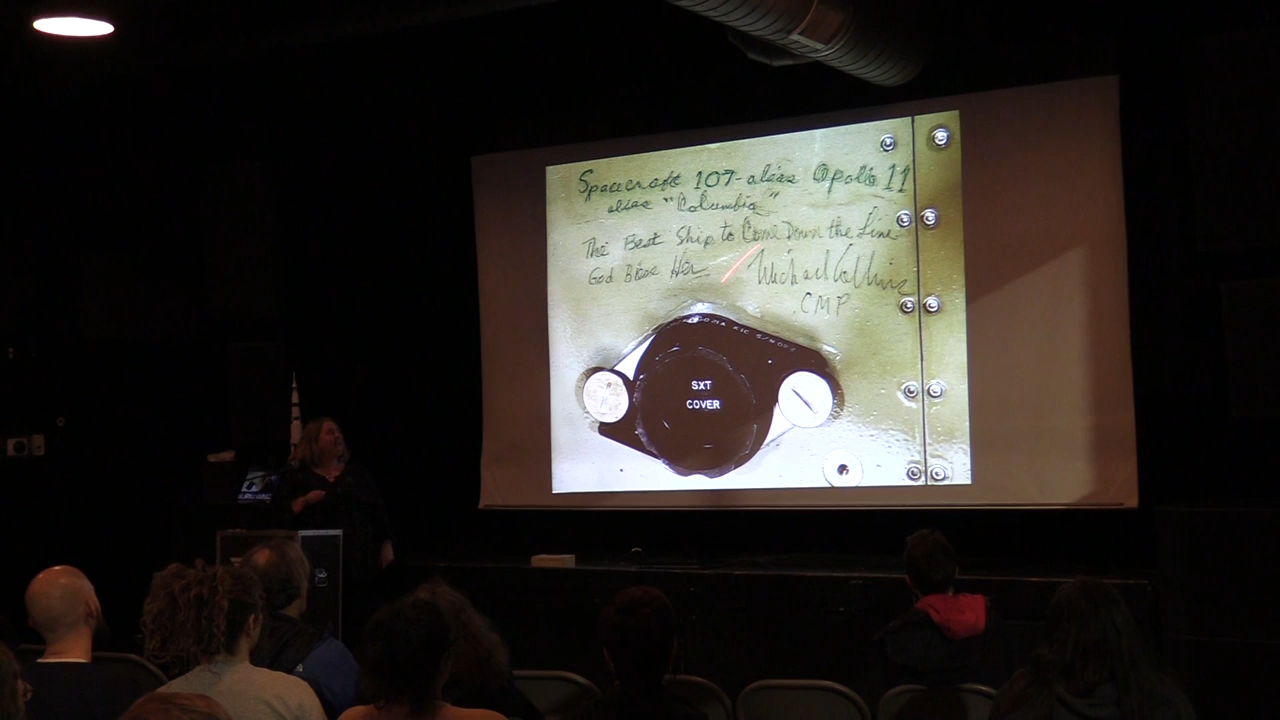 Spacecraft 107-alias Apollo 11
alias "Columbia"
The Best Ship to Come Down the Line
God Bless Her
Michael Collins
CMP
SXT
COVER